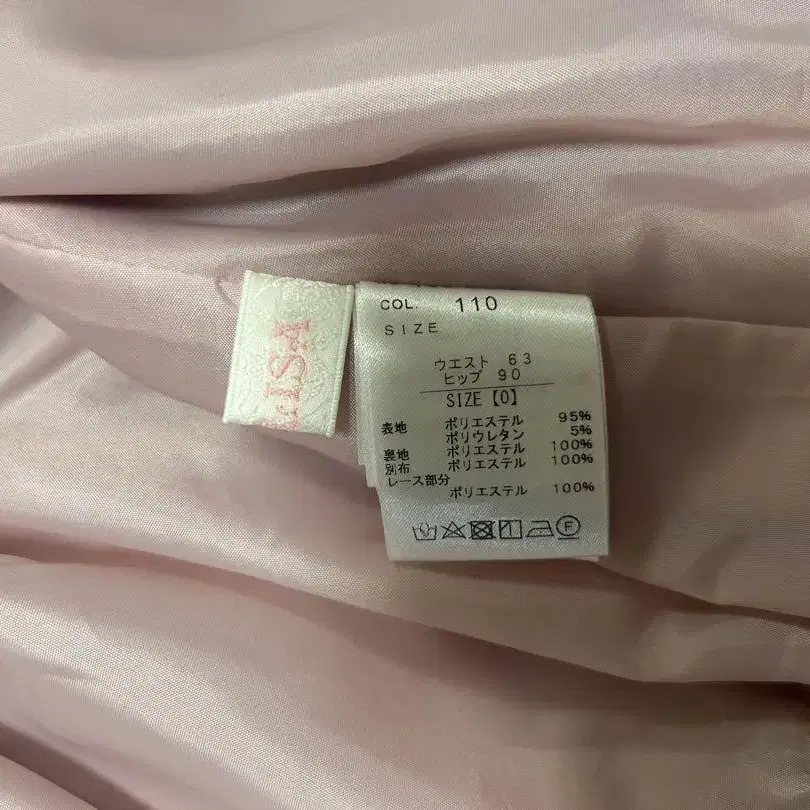 COL. 110
SIZE
ウエスト 63
ヒップ 90
SIZE【0】
表地 ポリエステル 95%
ポリウレタン 5%
裏地 ポリエステル 100%
別布 ポリエステル 100%
レース部分
ポリエステル 100%
F